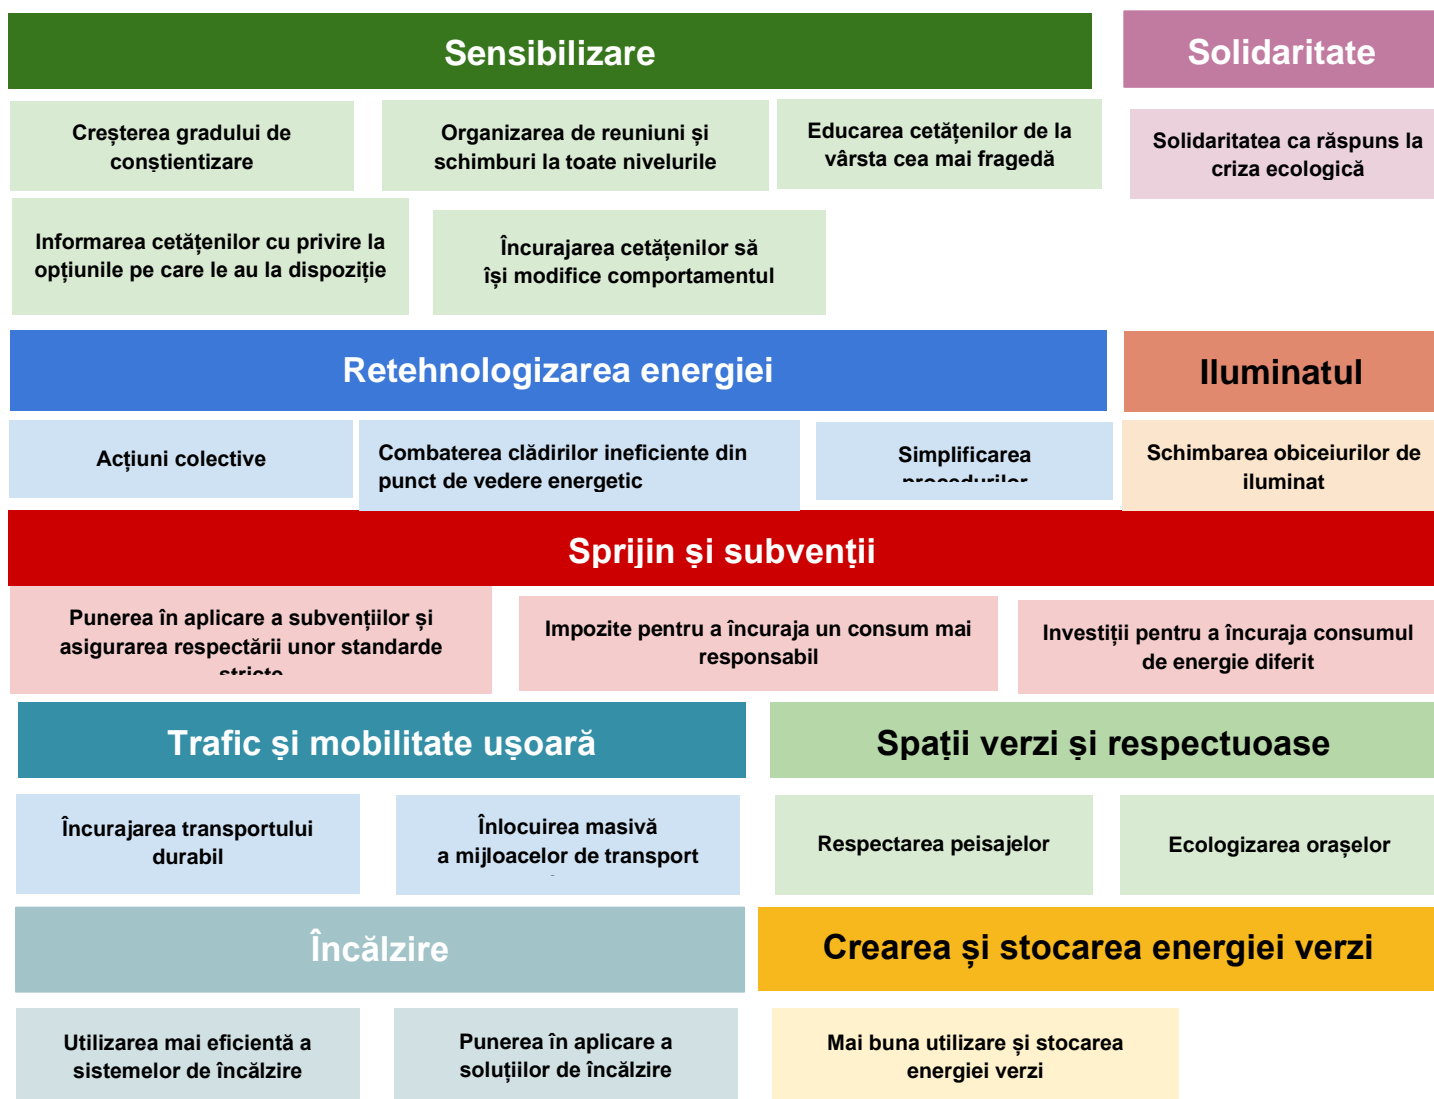 Sensibilizare
Solidaritate
Creșterea gradului de
conștientizare
Organizarea de reuniuni și
schimburi la toate nivelurile
Educarea cetățenilor de la
vârsta cea mai fragedă
Solidaritatea ca răspuns la
criza ecologică
Informarea cetățenilor cu privire la
opțiunile pe care le au la dispoziție
Încurajarea cetățenilor să
își modifice comportamentul
Retehnologizarea energiei
Iluminatul
Acțiuni colective
Combaterea clădirilor ineficiente din
punct de vedere energetic
Simplificarea
procedurilor
Schimbarea obiceiurilor de
iluminat
Sprijin și subvenții
Punerea în aplicare a subvențiilor și
asigurarea respectării unor standarde
stricte
Impozite pentru a încuraja un consum mai
responsabil
Investiții pentru a încuraja consumul
de energie diferit
Trafic și mobilitate ușoară
Spații verzi și respectuoase
Încurajarea transportului
durabil
Înlocuirea masivă
a mijloacelor de transport
Respectarea peisajelor
Ecologizarea orașelor
Încălzire
Crearea și stocarea energiei verzi
Utilizarea mai eficientă a
sistemelor de încălzire
Punerea în aplicare a
soluțiilor de încălzire
Mai buna utilizare și stocarea
energiei verzi